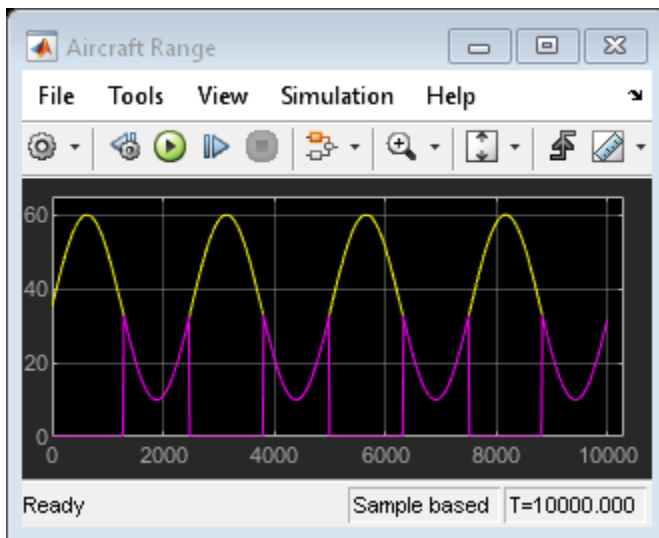 Aircraft Range
File Tools View Simulation Help
60
40
20
0
0 2000 4000 6000 8000 10000
Ready Sample based T=10000.000